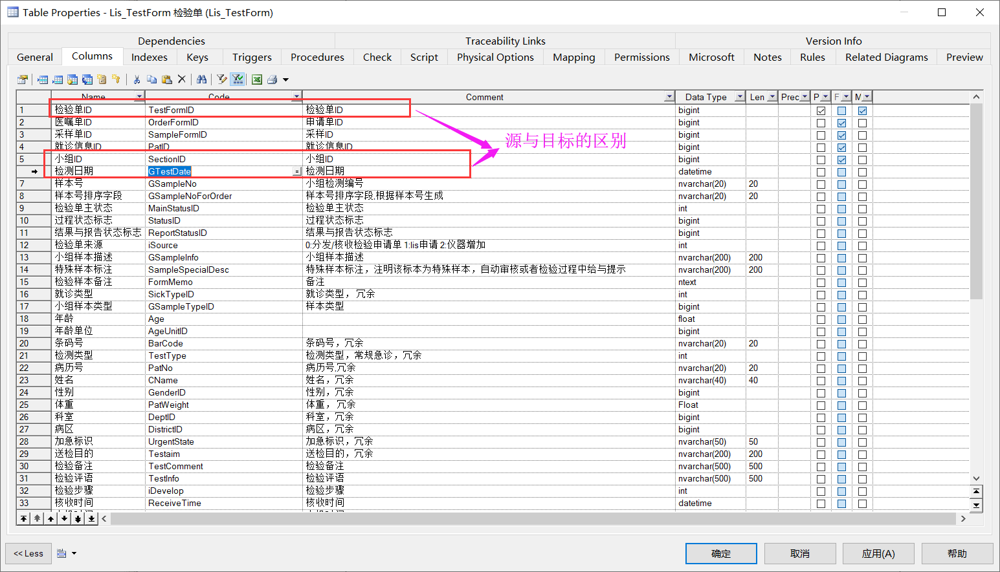 Table Properties - Lis_TestForm 检验单 (Lis_TestForm)
Dependencies Traceability Links Version Info
General Columns Indexes Keys Triggers Procedures Check Script Physical Options Mapping Permissions Microsoft Notes Rules Related Diagrams Preview
Name Code Comment Data Type Len Prec P F M
1 检验单ID TestFormID 检验单ID bigint
2 医嘱单ID OrderFormID 申请单ID bigint
3 采样单ID SampleFormID 采样ID bigint
4 就诊信息ID PatID 就诊信息ID bigint
源与目标的区别
5 小组ID SectionID 小组ID bigint
检测日期 GTestDate = 检测日期 datetime
7 样本号 GSampleNo 小组检测编号 nvarchar(20) 20
8 样本号排序字段 GSampleNoForOrder 样本号排序字段,根据样本号生成 nvarchar(20) 20
9 检验单主状态 MainStatusID 检验单主状态 int
10 过程状态标志 StatusID 过程状态标志 bigint
11 结果与报告状态标志 ReportStatusID 结果与报告状态标志 bigint
12 检验单来源 iSource 0:分发/核收检验申请单 1:lis申请 2:仪器增加 int
13 小组样本描述 GSampleInfo 小组样本描述 nvarchar(200) 200
14 特殊样本标注 SampleSpecialDesc 特殊样本标注，注明该标本为特殊样本，自动审核或者检验过程中给与提示 nvarchar(200) 200
15 检验样本备注 FormMemo 备注 ntext
16 就诊类型 SickTypeID 就诊类型，冗余 int
17 小组样本类型 GSampleTypeID 样本类型 bigint
18 年龄 Age float
19 年龄单位 AgeUnitID bigint
20 条码号 BarCode 条码号，冗余 nvarchar(20) 20
21 检测类型 TestType 检测类型，常规急诊，冗余 int
22 病历号 PatNo 病历号,冗余 nvarchar(20) 20
23 姓名 CName 姓名，冗余 nvarchar(40) 40
24 性别 GenderID 性别，冗余 bigint
25 体重 PatWeight 体重，冗余 Float
26 科室 DeptID 科室，冗余 bigint
27 病区 DistrictID 病区，冗余 bigint
28 加急标识 UrgentState 加急标识，冗余 nvarchar(50) 50
29 送检目的 Testaim 送检目的，冗余 nvarchar(200) 200
30 检验备注 TestComment 检验备注 nvarchar(500) 500
31 检验评语 TestInfo 检验评语 nvarchar(500) 500
32 检验步骤 iDevelop 检验步骤 int
33 核收时间 ReceiveTime 核收时间 datetime
<< Less 确定 取消 应用(A) 帮助